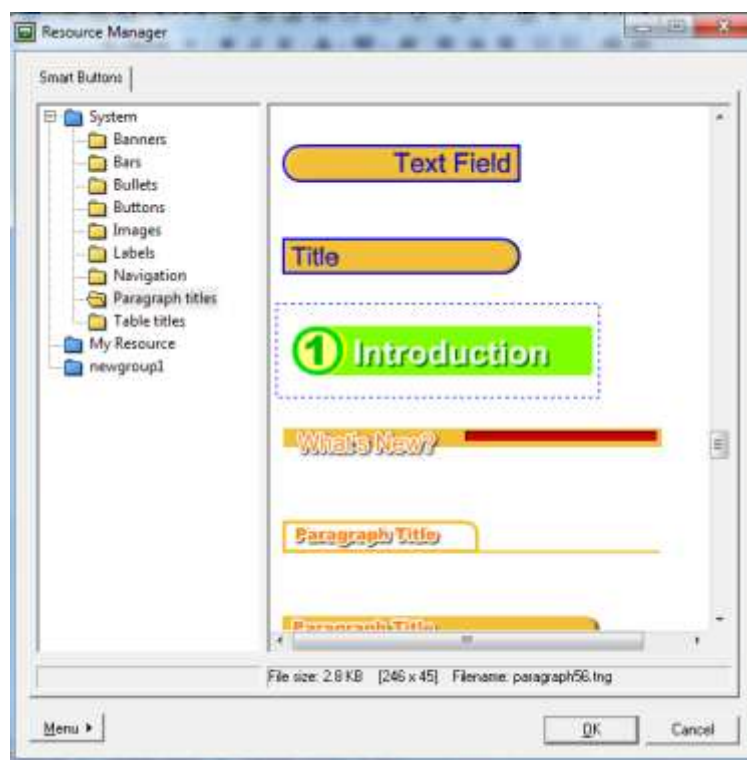 Resource Manager
Smart Buttons
System
Banners
Bars
Bullets
Buttons
Images
Labels
Navigation
Paragraph titles
Table titles
My Resource
newgroup1
Text Field
Title
1 Introduction
What's New?
Paragraph Title
Paragraph Title
File size: 2.8 KB [246 x 45] Filename: paragraph56.tng
Menu
OK
Cancel